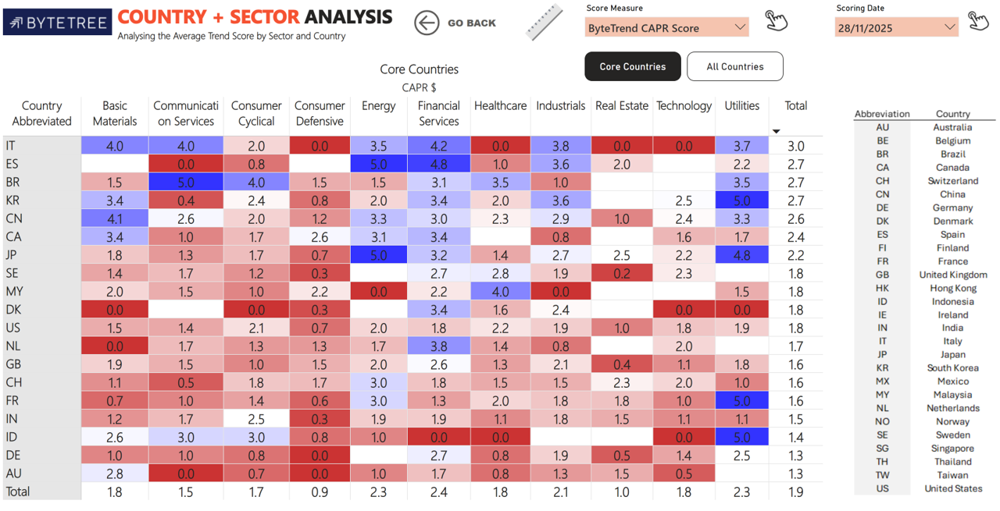 BYTETREE
COUNTRY + SECTOR ANALYSIS
Analysing the Average Trend Score by Sector and Country
GO BACK
Score Measure
ByteTrend CAPR Score
Scoring Date
28/11/2025
Core Countries
All Countries
Core Countries
CAPR $
Country Abbreviated Basic Materials Communicati on Services Consumer Cyclical Consumer Defensive Energy Financial Services Healthcare Industrials Real Estate Technology Utilities Total
IT 4.0 4.0 2.0 0.0 3.5 4.2 0.0 3.8 0.0 0.0 3.7 3.0
ES 0.0 0.8 5.0 4.8 1.0 3.6 2.0 2.2 2.7
BR 1.5 5.0 4.0 1.5 1.5 3.1 3.5 1.0 3.5 2.7
KR 3.4 0.4 2.4 0.8 2.0 3.4 2.0 3.6 2.5 5.0 2.7
CN 4.1 2.6 2.0 1.2 3.3 3.0 2.3 2.9 1.0 2.4 3.3 2.6
CA 3.4 1.0 1.7 2.6 3.1 3.4 0.8 1.6 1.7 2.4
JP 1.8 1.3 1.7 0.7 5.0 3.2 1.4 2.7 2.5 2.2 4.8 2.2
SE 1.4 1.7 1.2 0.3 2.7 2.8 1.9 0.2 2.3 1.8
MY 2.0 1.5 1.0 2.2 0.0 2.2 4.0 0.0 1.5 1.8
DK 0.0 0.0 0.3 3.4 1.6 2.4 0.0 0.0 1.8
US 1.5 1.4 2.1 0.7 2.0 1.8 2.2 1.9 1.0 1.8 1.9 1.8
NL 0.0 1.7 1.3 1.3 1.7 3.8 1.4 0.8 2.0 1.7
GB 1.9 1.5 1.0 1.5 2.0 2.6 1.3 2.1 0.4 1.1 1.8 1.6
CH 1.1 0.5 1.8 1.7 3.0 1.8 1.5 1.5 2.3 2.0 1.0 1.6
FR 0.7 1.0 1.4 0.6 3.0 1.3 2.0 1.8 1.8 1.0 5.0 1.6
IN 1.2 1.7 2.5 0.3 1.9 1.9 1.1 1.8 1.5 1.1 1.1 1.5
ID 2.6 3.0 3.0 0.8 1.0 0.0 0.0 0.0 5.0 1.4
DE 1.0 1.0 0.8 0.0 2.7 0.8 1.9 0.5 1.4 2.5 1.3
AU 2.8 0.0 0.7 0.0 1.0 1.7 0.8 1.3 1.5 0.5 1.3
Total 1.8 1.5 1.7 0.9 2.3 2.4 1.8 2.1 1.0 1.8 2.3 1.9
Abbreviation Country
AU Australia
BE Belgium
BR Brazil
CA Canada
CH Switzerland
CN China
DE Germany
DK Denmark
ES Spain
FI Finland
FR France
GB United Kingdom
HK Hong Kong
ID Indonesia
IE Ireland
IN India
IT Italy
JP Japan
KR South Korea
MX Mexico
MY Malaysia
NL Netherlands
NO Norway
SE Sweden
SG Singapore
TH Thailand
TW Taiwan
US United States